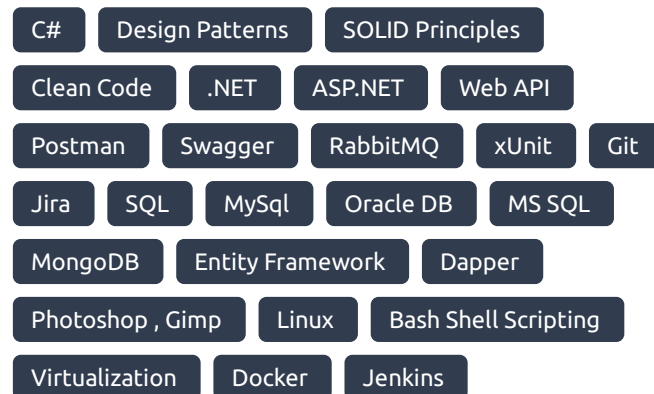 C# Design Patterns SOLID Principles
Clean Code .NET ASP.NET Web API
Postman Swagger RabbitMQ xUnit Git
Jira SQL MySql Oracle DB MS SQL
MongoDB Entity Framework Dapper
Photoshop , Gimp Linux Bash Shell Scripting
Virtualization Docker Jenkins